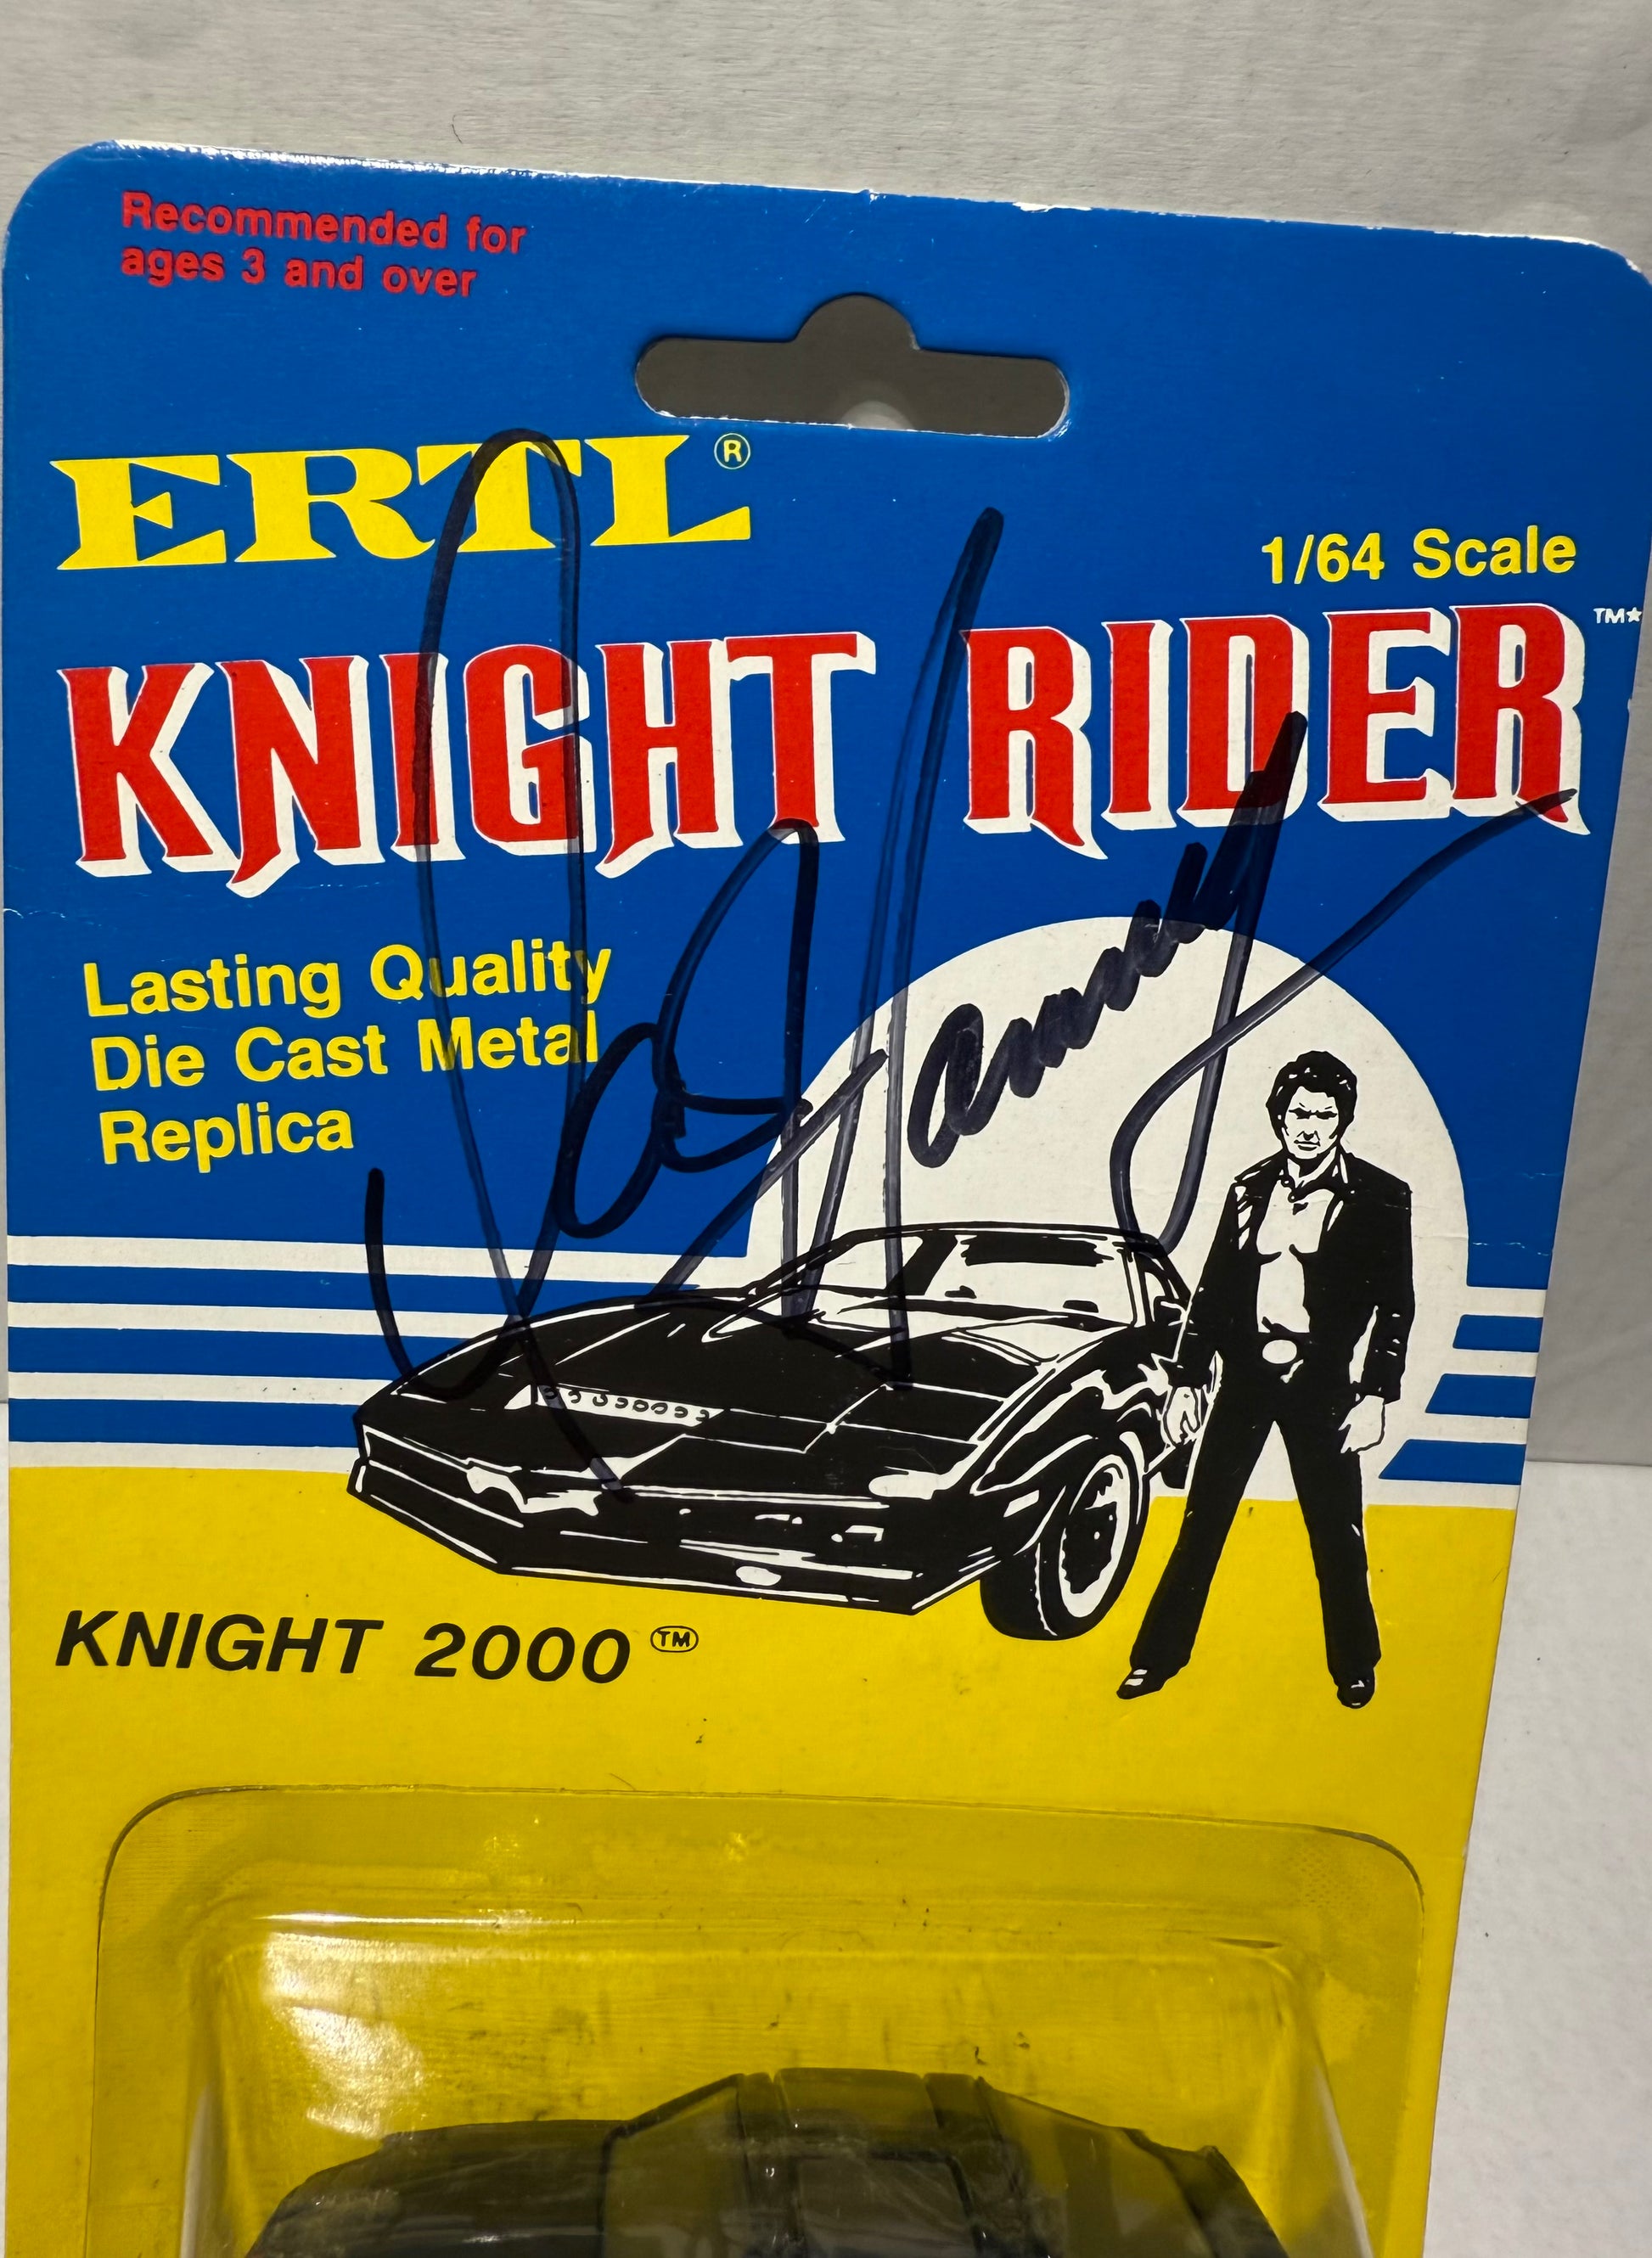 Recommended for
ages 3 and over
ERTL®
1/64 Scale
KNIGHT RIDER™*
Lasting Quality
Die Cast Metal
Replica
KNIGHT 2000™